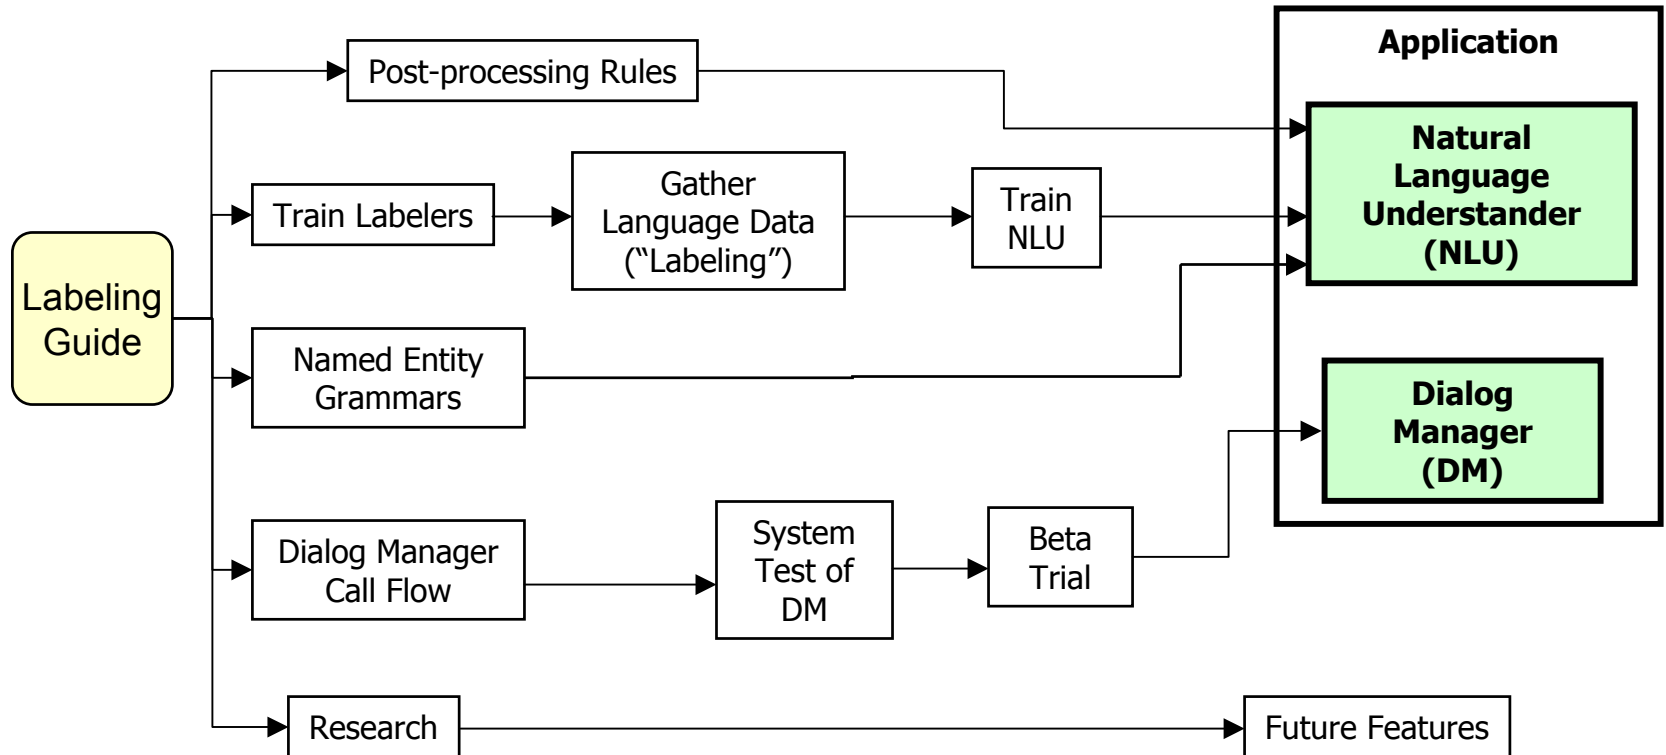 Application
Post-processing Rules
Natural
Language
Understander
(NLU)
Train Labelers
Gather
Language Data
(“Labeling”)
Train
NLU
Labeling
Guide
Named Entity
Grammars
Dialog
Manager
(DM)
Dialog Manager
Call Flow
System
Test of
DM
Beta
Trial
Research
Future Features